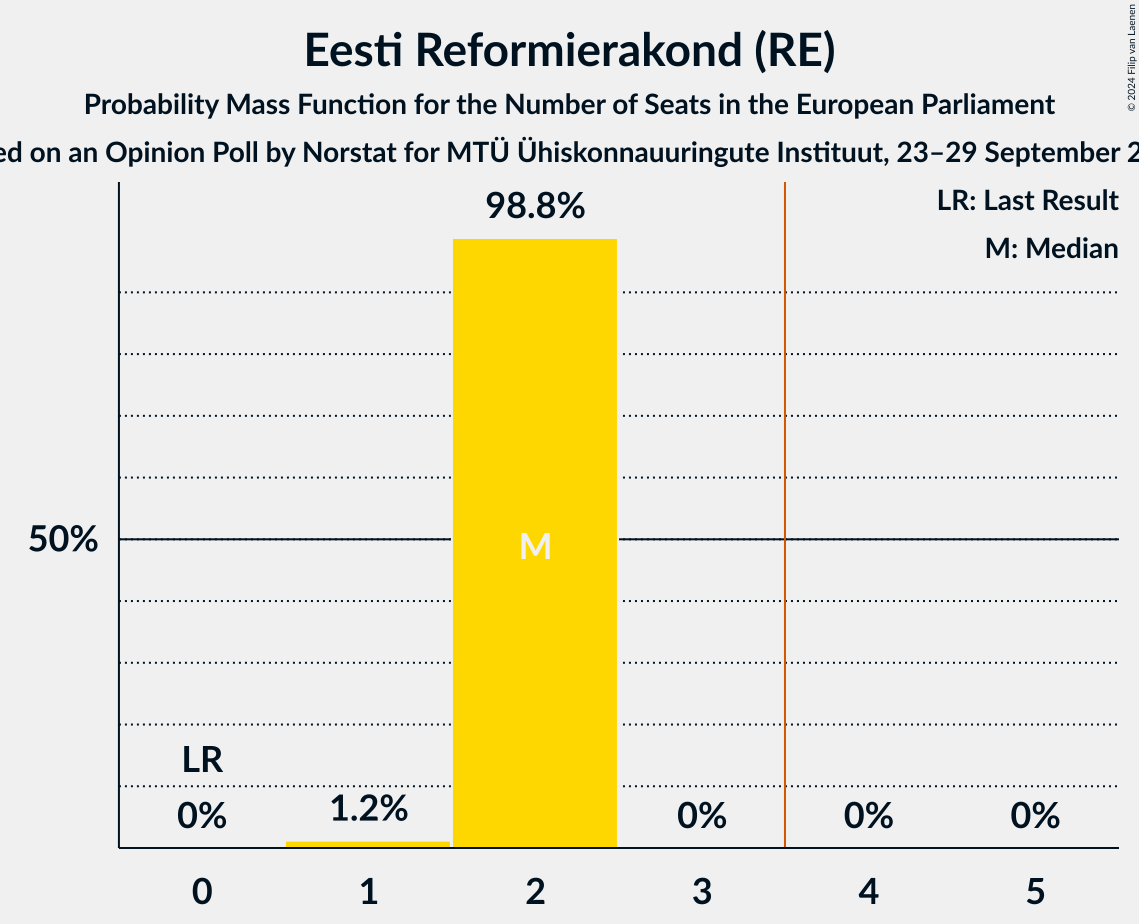 Eesti Reformierakond (RE)
Probability Mass Function for the Number of Seats in the European Parliament
on an Opinion Poll by Norstat for MTÜ Ühiskonnauuringute Instituut, 23–29 September
© 2024 Filip van Laenen
LR: Last Result
M: Median
98.8%
50%
M
LR
0%
1.2%
0%
0%
0%
0
1
2
3
4
5